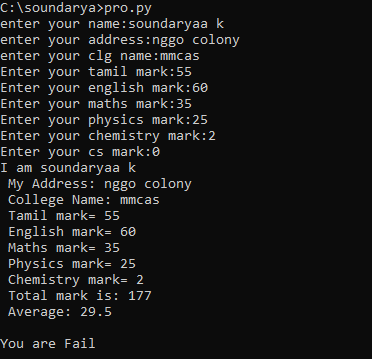 C:\soundarya>pro.py
enter your name:soundaryaa k
enter your address:nggo colony
enter your clg name:mmcas
Enter your tamil mark:55
Enter your english mark:60
Enter your maths mark:35
Enter your physics mark:25
Enter your chemistry mark:2
Enter your cs mark:0
I am soundaryaa k
My Address: nggo colony
College Name: mmcas
Tamil mark= 55
English mark= 60
Maths mark= 35
Physics mark= 25
Chemistry mark= 2
Total mark is: 177
Average: 29.5
You are Fail